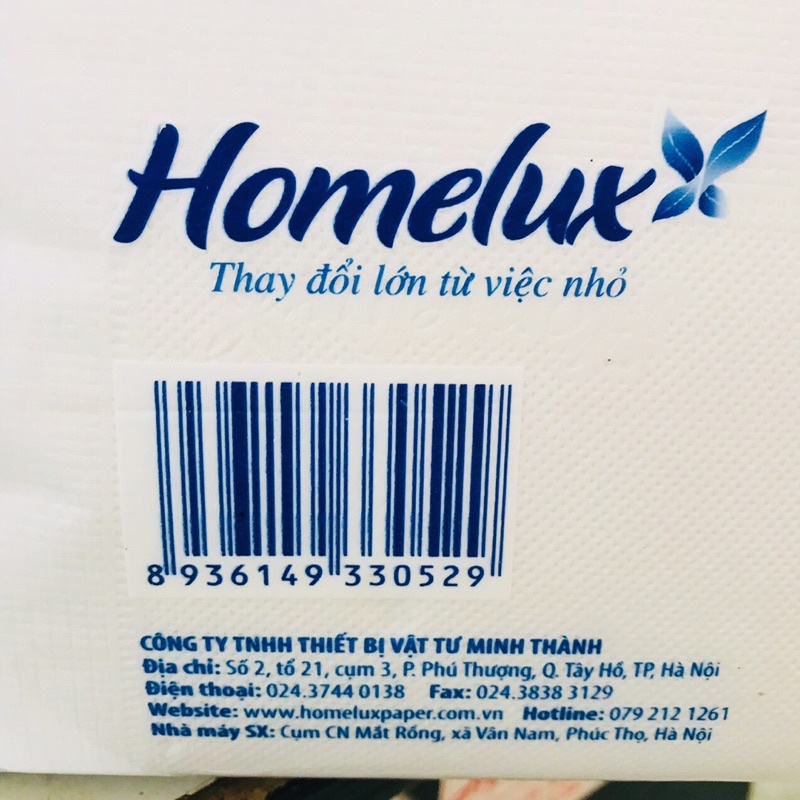 Homelux
Thay đổi lớn từ việc nhỏ
8 936149 330529
CÔNG TY TNHH THIẾT BỊ VẬT TƯ MINH THÀNH
Địa chỉ: Số 2, tổ 21, cụm 3, P. Phú Thượng, Q. Tây Hồ, TP, Hà Nội
Điện thoại: 024.3744 0138 Fax: 024.3838 3129
Website: www.homeluxpaper.com.vn Hotline: 079 212 1261
Nhà máy SX: Cụm CN Mắt Rồng, xã Vân Nam, Phúc Thọ, Hà Nội